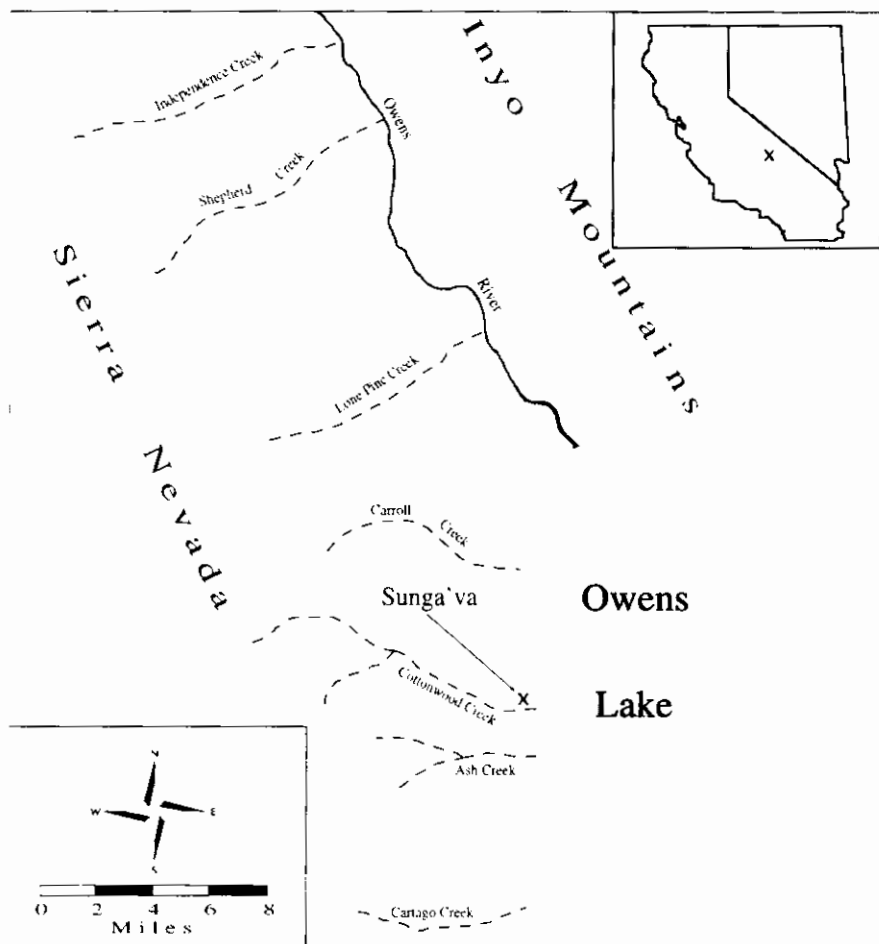 Inyo
Mountains
Independence Creek
Owens
River
Shepherd Creek
X
Sierra
Nevada
Lone Pine Creek
Carroll Creek
Sunga`va
Owens
Lake
X
Cottonwood Creek
Ash Creek
N
W E
S
0 2 4 6 8
Miles
Cartago Creek